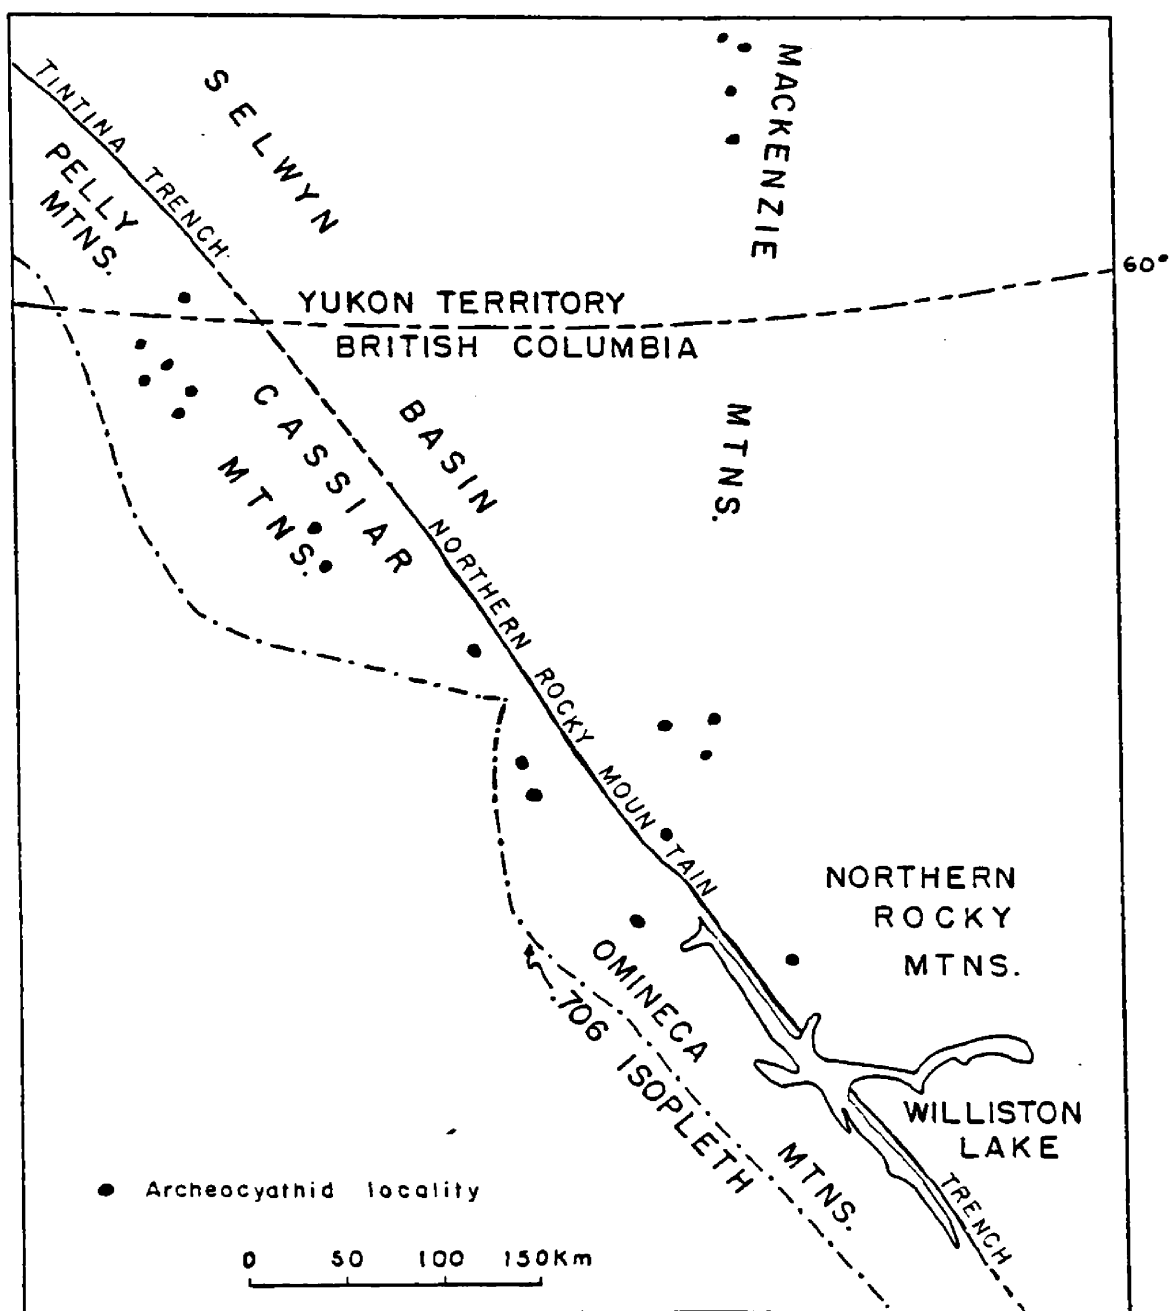 TINTINA TRENCH
SELWYN
MACKENZIE
PELLY
MTNS.
60°
YUKON TERRITORY
BRITISH COLUMBIA
CASSIAR
MTNS.
BASIN
MTNS.
NORTHERN ROCKY MOUNTAIN
NORTHERN
ROCKY
MTNS.
OMINECA
.706 ISOPLETH
WILLISTON
LAKE
MTNS.
TRENCH
Archeocyathid locality
0 50 100 150Km